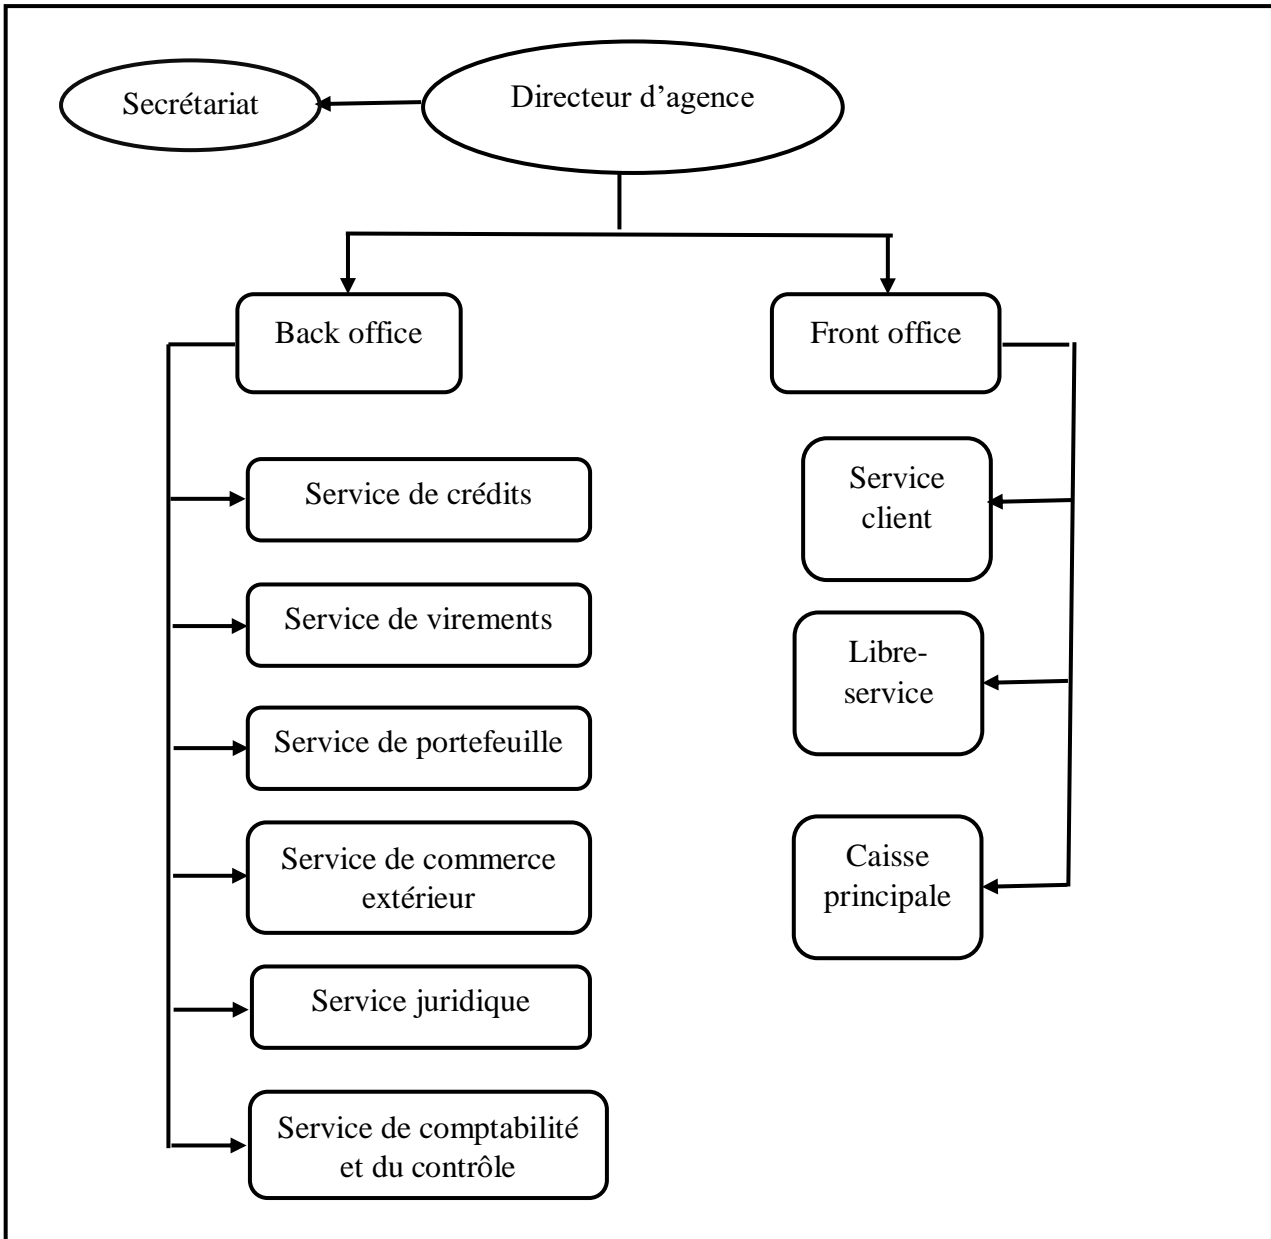 Secrétariat
Directeur d’agence
Back office
Front office
Service de crédits
Service de virements
Service de portefeuille
Service de commerce
extérieur
Service juridique
Service de comptabilité
et du contrôle
Service
client
Libre-
service
Caisse
principale